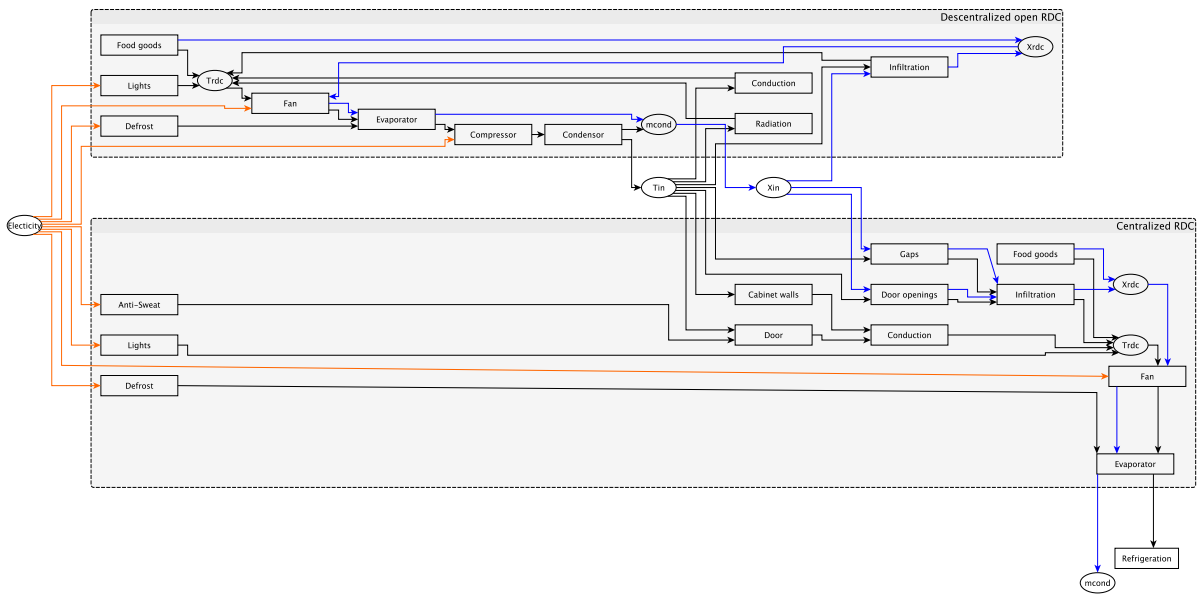 Descentralized open RDC
Food goods
Xrdc
Infiltration
Trdc
Lights
Conduction
Fan
Evaporator
Defrost
mcond
Radiation
Compressor
Condensor
Tin
Xin
Electicity
Centralized RDC
Gaps
Food goods
Xrdc
Anti-Sweat
Cabinet walls
Door openings
Infiltration
Door
Conduction
Lights
Trdc
Fan
Defrost
Evaporator
Refrigeration
mcond